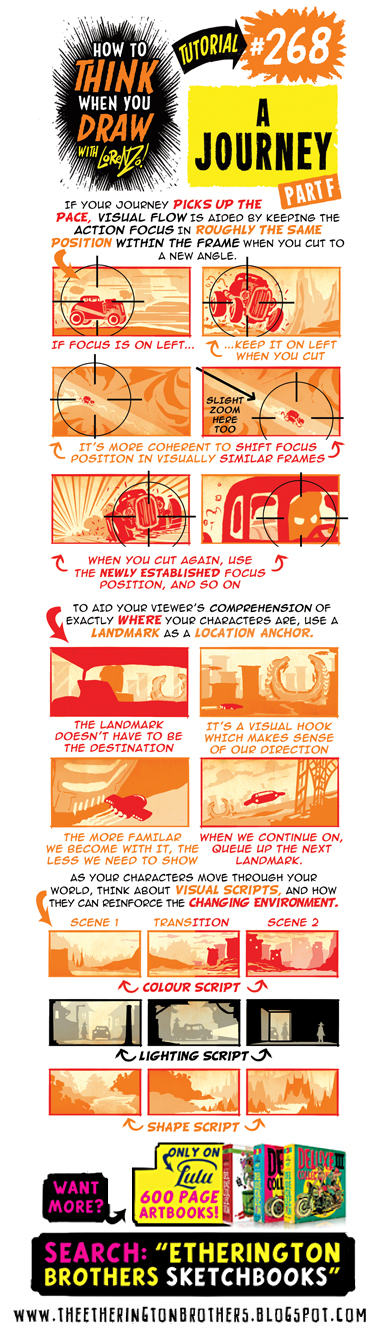 HOW TO
THINK
WHEN YOU
DRAW
WITH LORENZO!
TUTORIAL
#268
A
JOURNEY
PART F
IF YOUR JOURNEY PICKS UP THE
PACE, VISUAL FLOW IS AIDED BY KEEPING THE
ACTION FOCUS IN ROUGHLY THE SAME
POSITION WITHIN THE FRAME WHEN YOU CUT TO
A NEW ANGLE.
IF FOCUS IS ON LEFT...
...KEEP IT ON LEFT
WHEN YOU CUT
SLIGHT
ZOOM
HERE
TOO
IT'S MORE COHERENT TO SHIFT FOCUS
POSITION IN VISUALLY SIMILAR FRAMES
WHEN YOU CUT AGAIN, USE
THE NEWLY ESTABLISHED FOCUS
POSITION, AND SO ON
TO AID YOUR VIEWER'S COMPREHENSION OF
EXACTLY WHERE YOUR CHARACTERS ARE, USE A
LANDMARK AS A LOCATION ANCHOR.
THE LANDMARK
DOESN'T HAVE TO BE
THE DESTINATION
IT'S A VISUAL HOOK
WHICH MAKES SENSE
OF OUR DIRECTION
THE MORE FAMILAR
WE BECOME WITH IT, THE
LESS WE NEED TO SHOW
WHEN WE CONTINUE ON,
QUEUE UP THE NEXT
LANDMARK.
AS YOUR CHARACTERS MOVE THROUGH YOUR
WORLD, THINK ABOUT VISUAL SCRIPTS, AND HOW
THEY CAN REINFORCE THE CHANGING ENVIRONMENT.
SCENE 1
TRANSITION
SCENE 2
COLOUR SCRIPT
LIGHTING SCRIPT
SHAPE SCRIPT
WANT
MORE?
ONLY ON
Lulu
600 PAGE
ARTBOOKS!
DELUXE
SEARCH: "ETHERINGTON
BROTHERS SKETCHBOOKS"
WWW.THEETHERINGTONBROTHERS.BLOGSPOT.COM